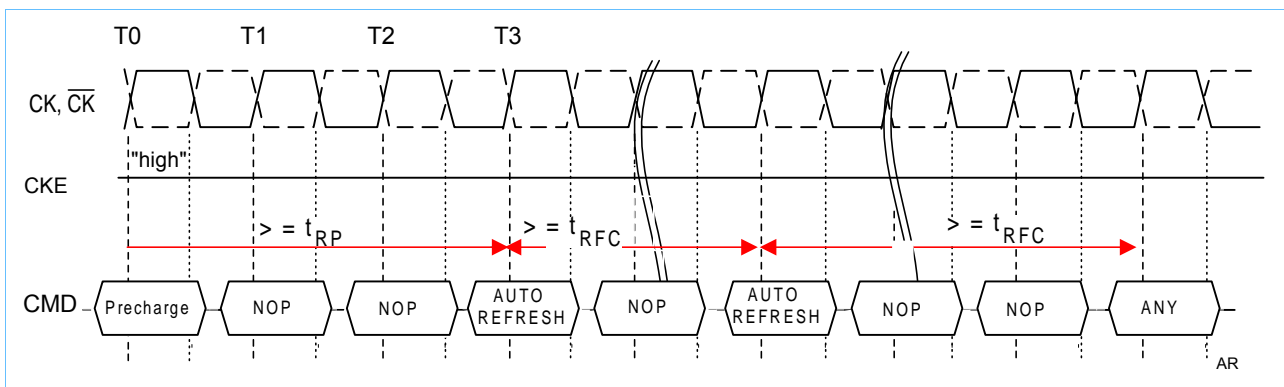 T0 T1 T2 T3
CK, CK
"high"
CKE
> = tRP > = tRFC > = tRFC
CMD Precharge NOP NOP AUTO REFRESH NOP AUTO REFRESH NOP NOP ANY
AR